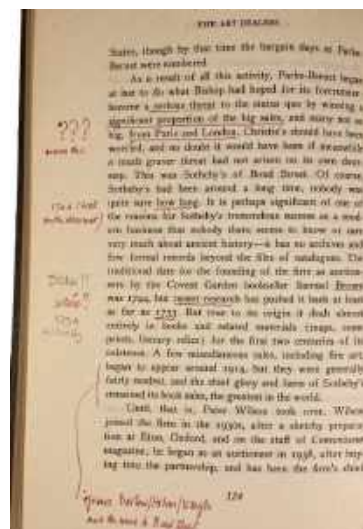 THE ART DEALERS
States, though by that time the bargain days at Parke-
Bernet were numbered.
As a result of all this activity, Parke-Bernet began
at out to do what Bishop had hoped for its forerunner
become a serious threat to the status quo by winning a
significant proportion of the big sales, and many not so
big, from Paris and London. Christie's should have been
worried, and no doubt it would have been if meanwhile
a much graver threat had not arisen on its own door
step. This was Sotheby's of Bond Street. Of course,
Sotheby's had been around a long time, nobody was
quite sure how long. It is perhaps significant of one of
the reasons for Sotheby's tremendous success as a mod
ern business that nobody there seems to know or care
very much about ancient history—it has no archives and
few formal records beyond the files of catalogues. The
traditional date for the founding of the firm as auction
eers by the Covent Garden bookseller Samuel Baker
was 1744, but recent research has pushed it back at least
as far as 1733. But true to its origin it dealt almost
entirely in books and related materials (maps, coins
prints, literary relics) for the first two centuries of its
existence. A few miscellaneous sales, including fine art,
began to appear around 1914, but they were generally
fairly modest, and the chief glory and fame of Sotheby's
remained its book sales, the greatest in the world.
Until, that is, Peter Wilson took over. Wilson
joined the firm in the 1930s, after a sketchy prepara
tion at Eton, Oxford, and on the staff of Connoisseur
magazine, he began as an auctioneer in 1938, after buy
ing into the partnership, and has been the firm's chair
???
124